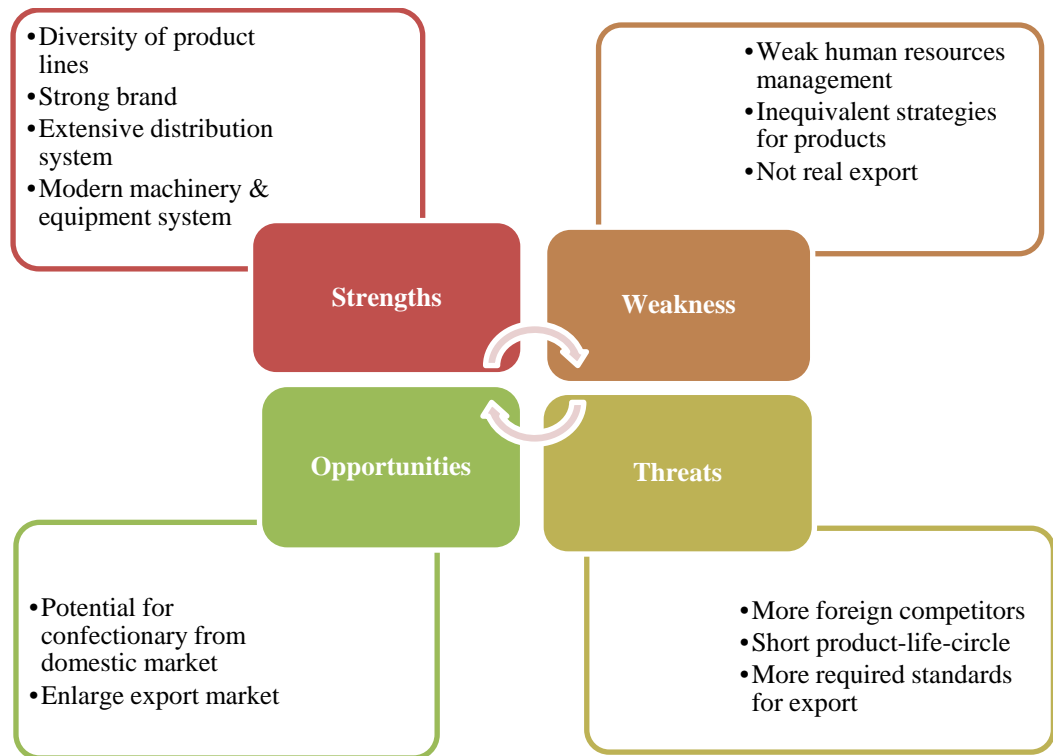 •Diversity of product
lines
•Strong brand
•Extensive distribution
system
•Modern machinery &
equipment system
Strengths
•Weak human resources
management
•Inequivalent strategies
for products
•Not real export
Weakness
Opportunities
•Potential for
confectionary from
domestic market
•Enlarge export market
Threats
•More foreign competitors
•Short product-life-circle
•More required standards
for export